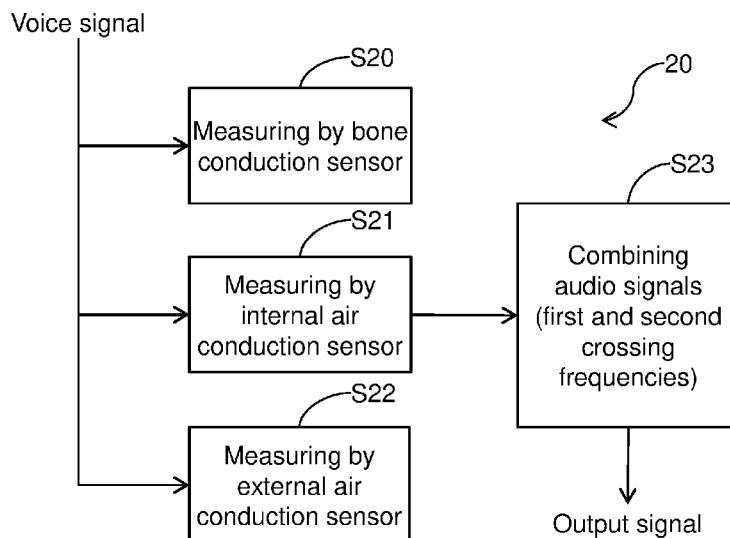 Voice signal
S20
20
Measuring by bone
conduction sensor
S23
S21
Measuring by
internal air
conduction sensor
Combining
audio signals
(first and second
crossing
frequencies)
S22
Measuring by
external air
conduction sensor
Output signal